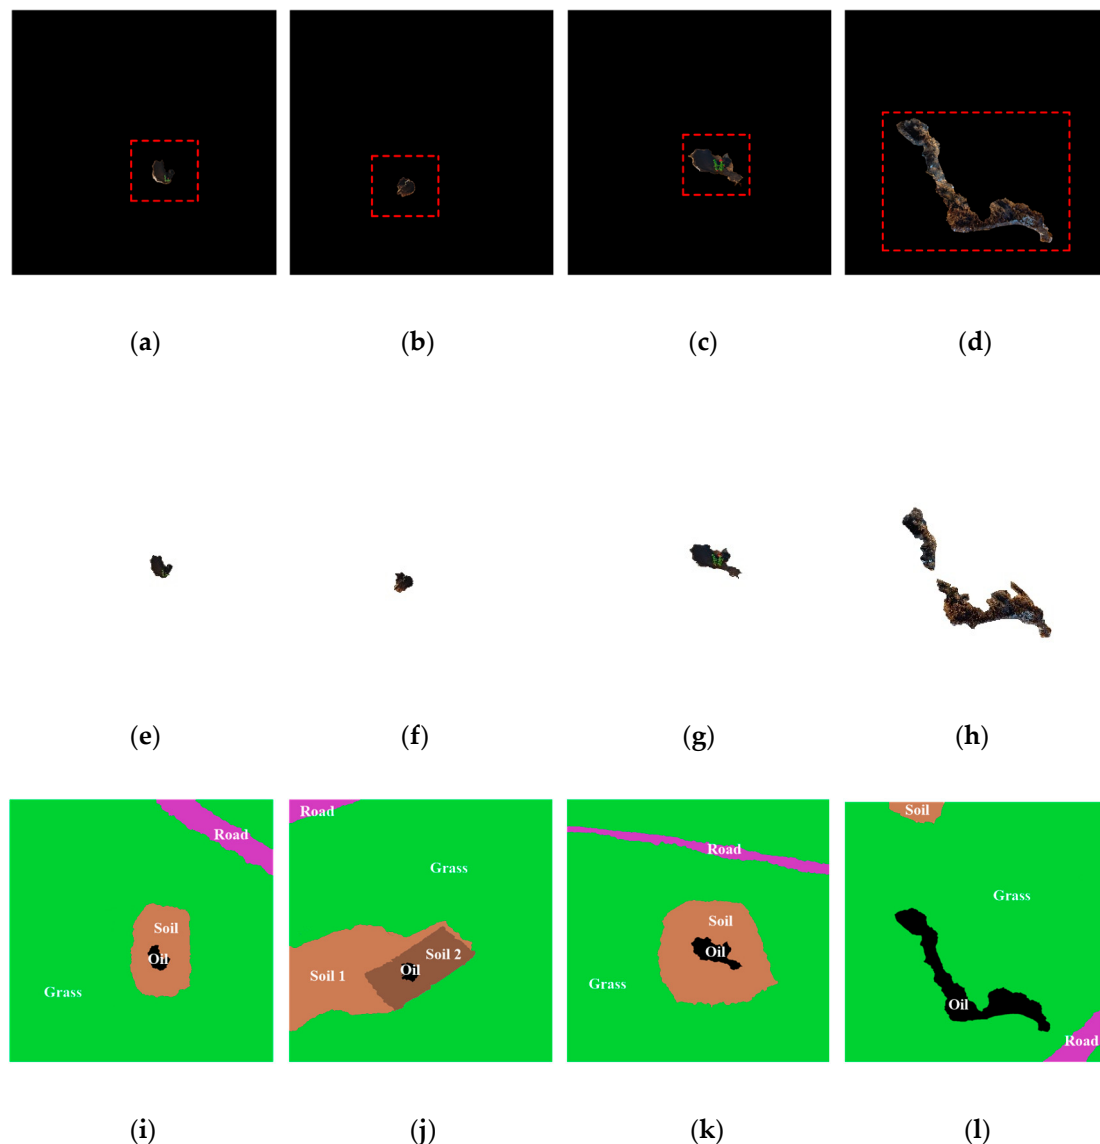 (a) (b) (c) (d)
(e) (f) (g) (h)
Road
Soil
Oil
Grass
Road
Grass
Soil 1
Soil 2
Oil
Road
Soil
Oil
Grass
Soil
Grass
Oil
Road
(i) (j) (k) (l)